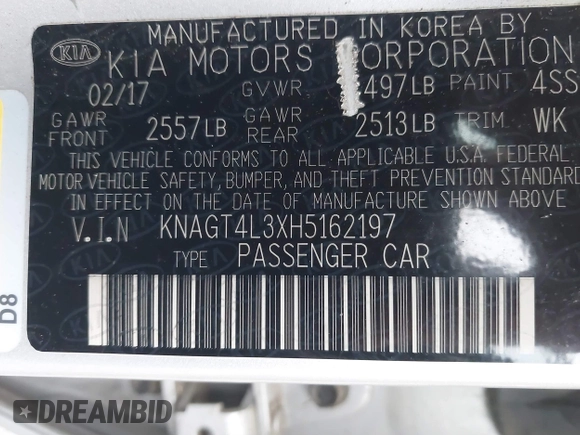 MANUFACTURED IN KOREA BY
KIA KIA MOTORS CORPORATION
02/17 GVWR 497LB PAINT 4SS
GAWR FRONT 2557LB GAWR REAR 2513LB TRIM WK
THIS VEHICLE CONFORMS TO ALL APPLICABLE U.S.A. FEDERAL
MOTOR VEHICLE SAFETY, BUMPER, AND THEFT PREVENTION STANDARD
IN EFFECT ON THE DATE OF MANUFACTURE SHOWN ABOVE
V.I.N KNAGT4L3XH5162197
TYPE PASSENGER CAR
D8
DREAMBID